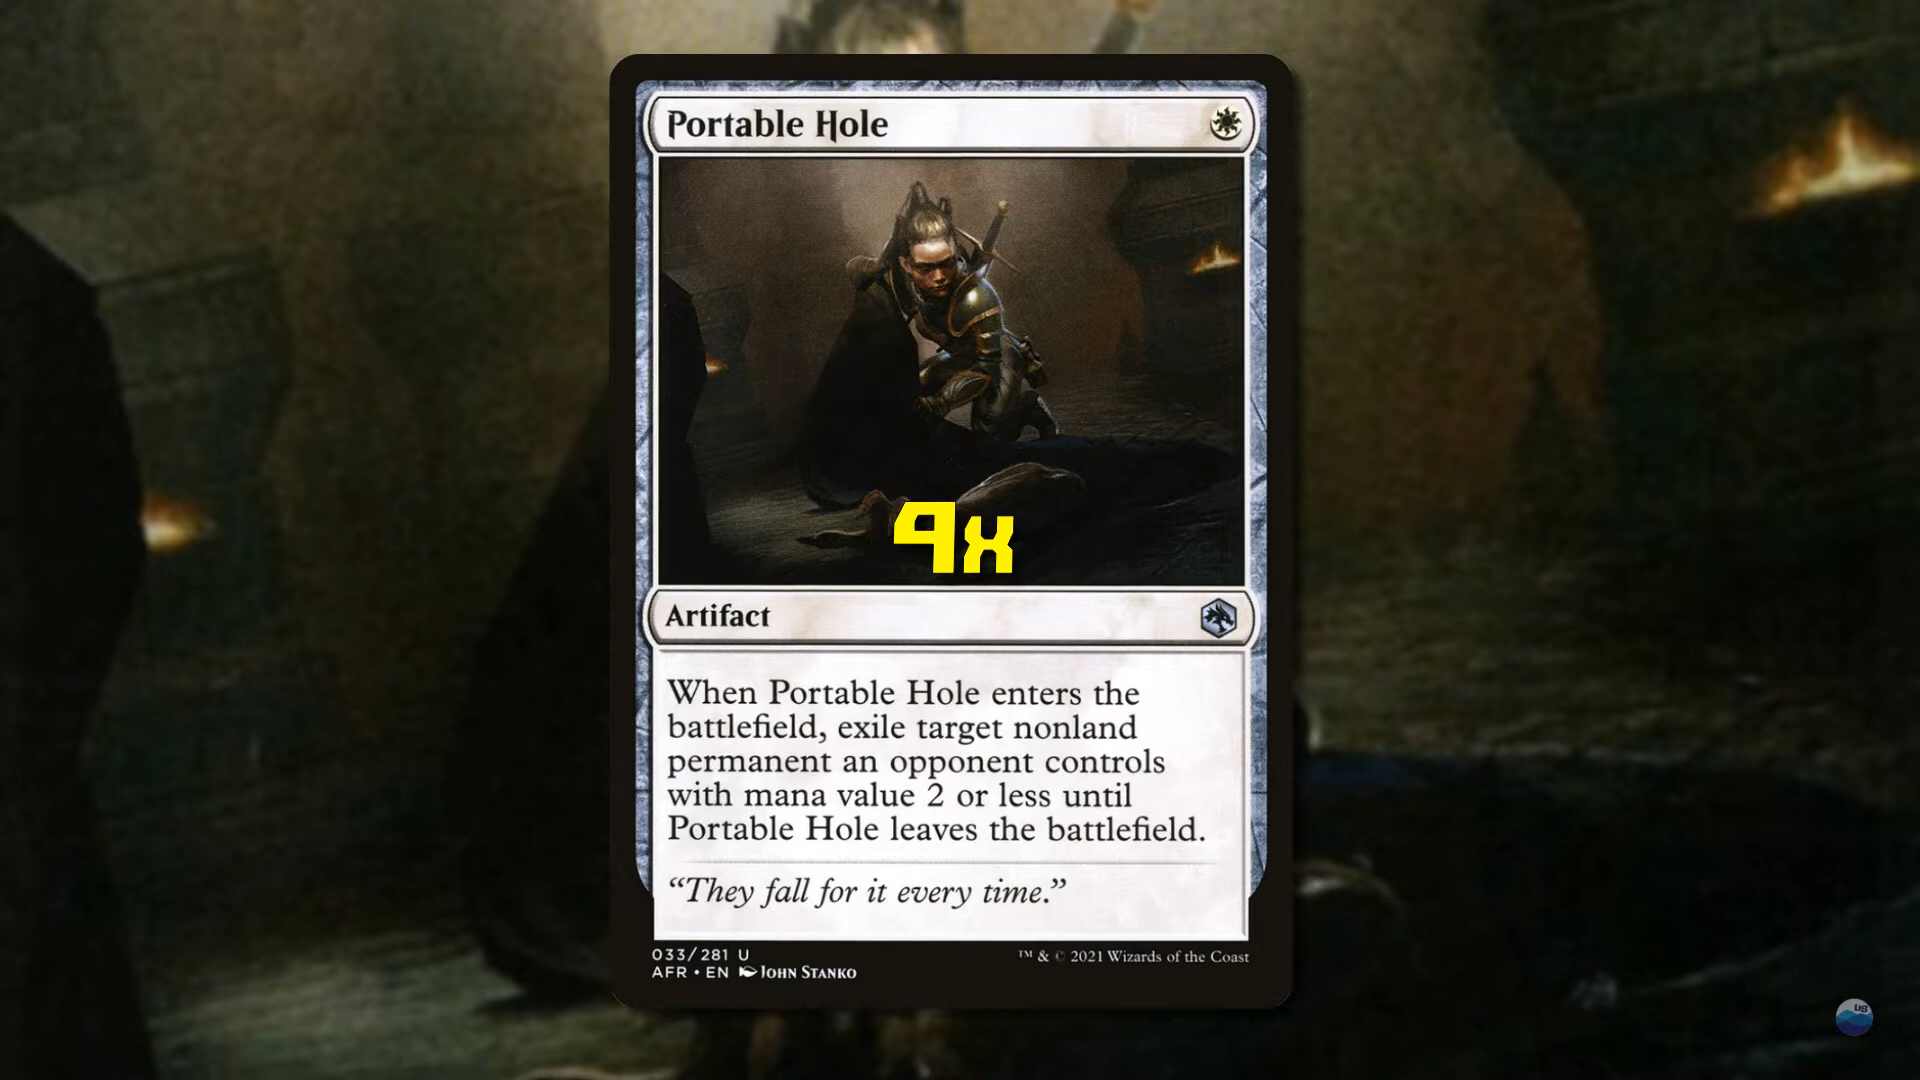 Portable Hole
4x
Artifact
When Portable Hole enters the
battlefield, exile target nonland
permanent an opponent controls
with mana value 2 or less until
Portable Hole leaves the battlefield.
“They fall for it every time.”
033/281 U
™ & © 2021 Wizards of the Coast
AFR • EN John Stanko
UB